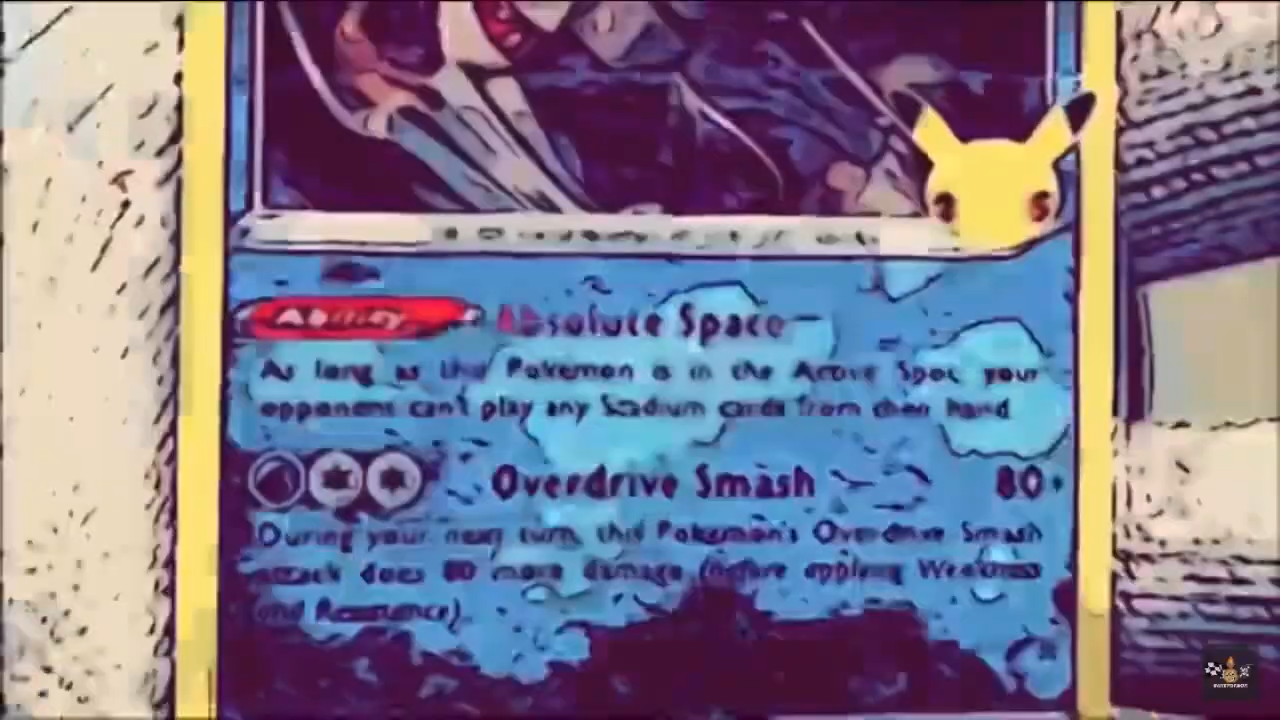 Ability Absolute Space
As long as this Pokémon is in the Active Spot, your
opponent can't play any Stadium cards from their hand.
Overdrive Smash 80+
During your next turn, this Pokémon's Overdrive Smash
attack does 80 more damage (before applying Weakness
and Resistance).